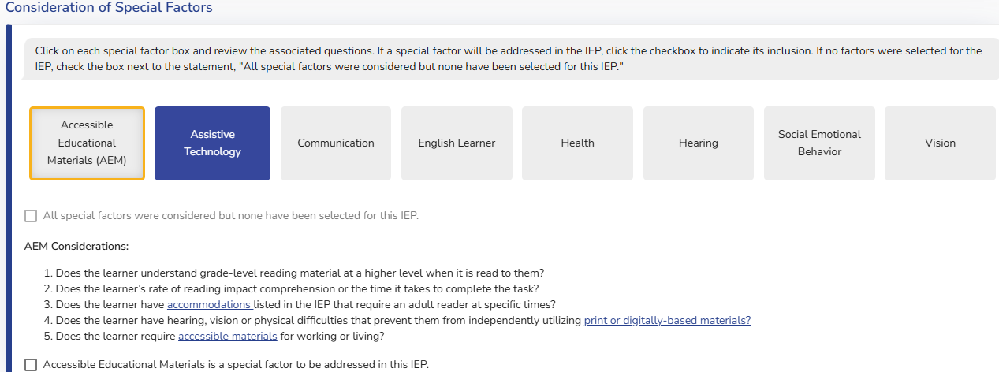 Consideration of Special Factors
Click on each special factor box and review the associated questions. If a special factor will be addressed in the IEP, click the checkbox to indicate its inclusion. If no factors were selected for the
IEP, check the box next to the statement, "All special factors were considered but none have been selected for this IEP."
Accessible
Educational
Materials (AEM)
Assistive
Technology
Communication
English Learner
Health
Hearing
Social Emotional
Behavior
Vision
All special factors were considered but none have been selected for this IEP.
AEM Considerations:
1. Does the learner understand grade-level reading material at a higher level when it is read to them?
2. Does the learner’s rate of reading impact comprehension or the time it takes to complete the task?
3. Does the learner have accommodations listed in the IEP that require an adult reader at specific times?
4. Does the learner have hearing, vision or physical difficulties that prevent them from independently utilizing print or digitally-based materials?
5. Does the learner require accessible materials for working or living?
Accessible Educational Materials is a special factor to be addressed in this IEP.